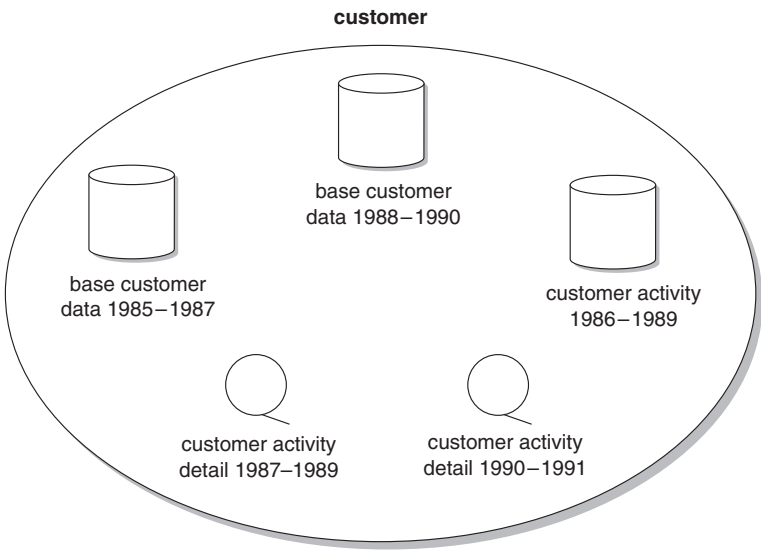 customer
base customer
data 1988–1990
base customer
data 1985–1987
customer activity
1986–1989
customer activity
detail 1987–1989
customer activity
detail 1990–1991